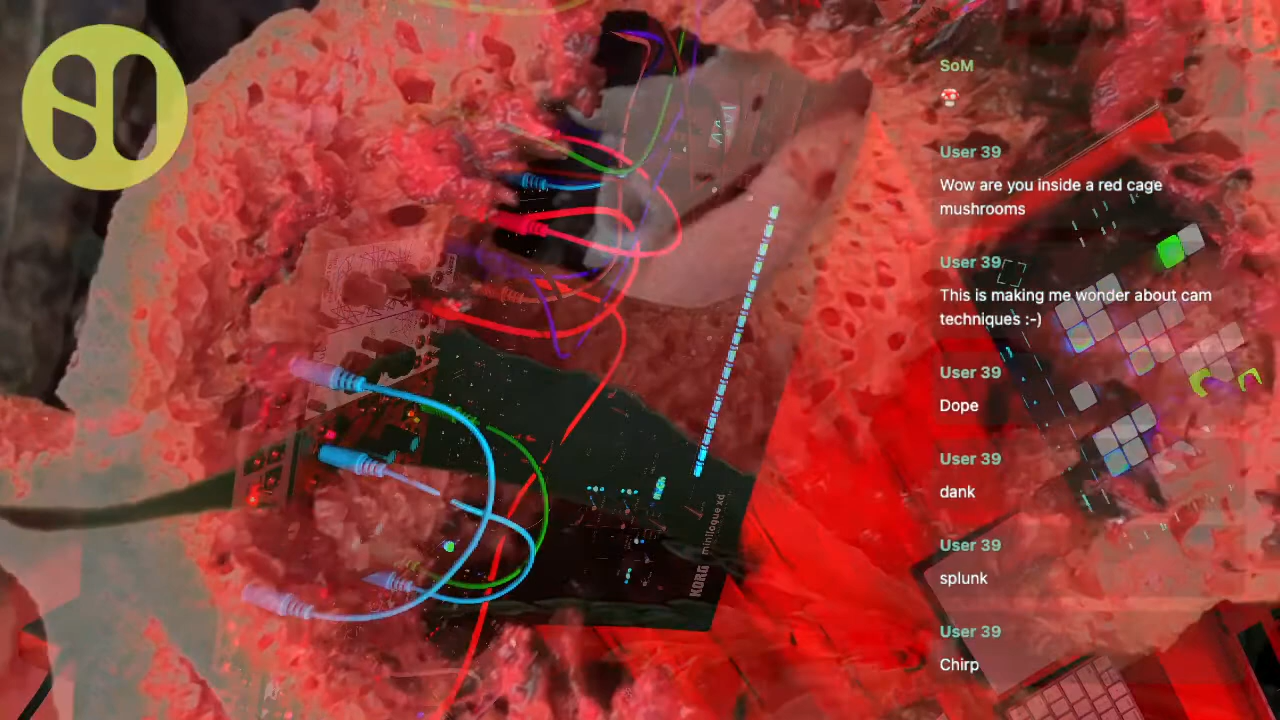 SoM
🍄
User 39
Wow are you inside a red cage
mushrooms
User 39
This is making me wonder about cam
techniques :-)
User 39
Dope
User 39
dank
User 39
splunk
User 39
Chirp
KORG minilogue xd